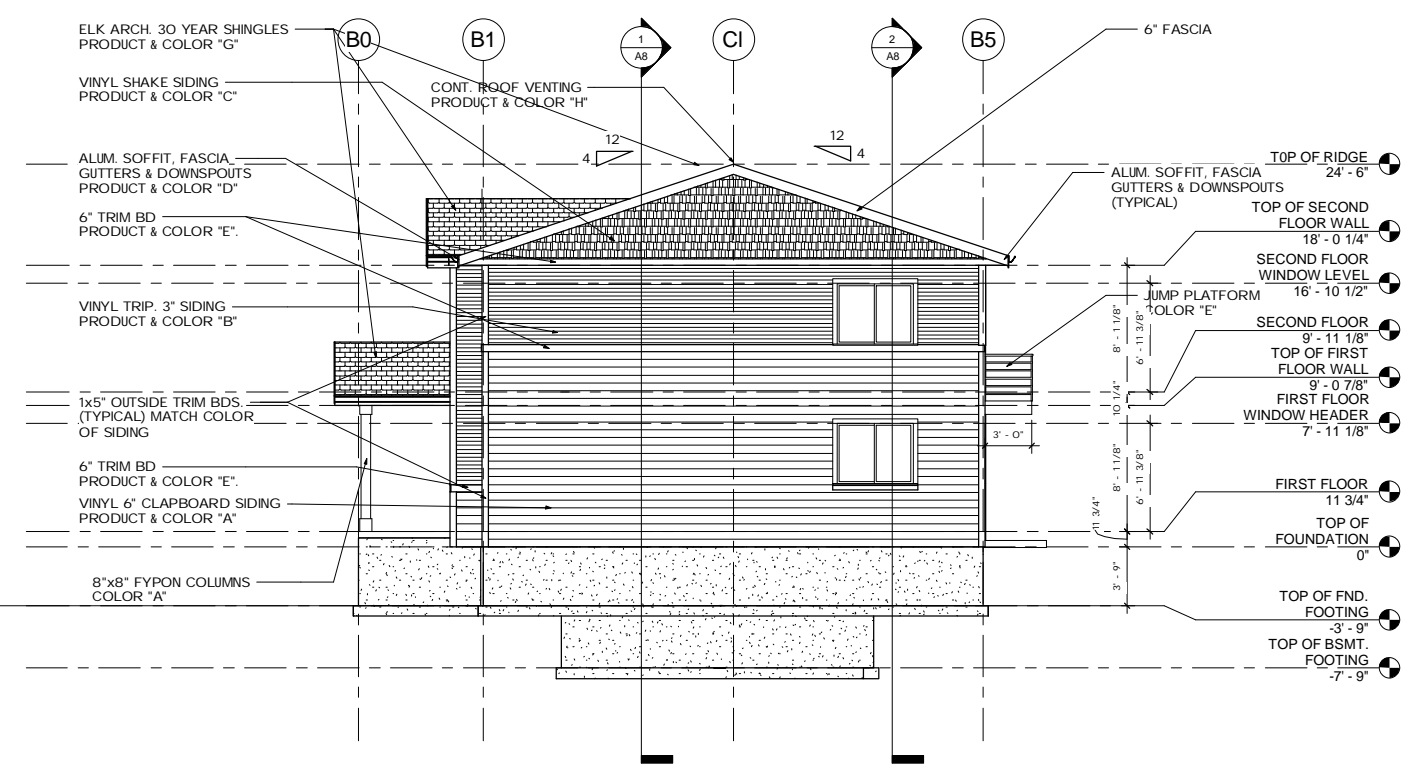 B0
B1
1
A8
CI
2
A8
B5
ELK ARCH. 30 YEAR SHINGLES
PRODUCT & COLOR "G"
VINYL SHAKE SIDING
PRODUCT & COLOR "C"
CONT. ROOF VENTING
PRODUCT & COLOR "H"
6" FASCIA
12
4
12
4
ALUM. SOFFIT, FASCIA
GUTTERS & DOWNSPOUTS
PRODUCT & COLOR "D"
6" TRIM BD
PRODUCT & COLOR "E".
VINYL TRIP. 3" SIDING
PRODUCT & COLOR "B"
1x5" OUTSIDE TRIM BDS.
(TYPICAL) MATCH COLOR
OF SIDING
6" TRIM BD
PRODUCT & COLOR "E".
VINYL 6" CLAPBOARD SIDING
PRODUCT & COLOR "A"
8"x8" FYPON COLUMNS
COLOR "A"
ALUM. SOFFIT, FASCIA
GUTTERS & DOWNSPOUTS
(TYPICAL)
JUMP PLATFORM
COLOR "E"
3' - 0"
8' - 1 1/8"
6' - 11 3/8"
10 1/4"
8' - 1 1/8"
6' - 11 3/8"
11 3/4"
3' - 9"
TOP OF RIDGE
24' - 6"
TOP OF SECOND
FLOOR WALL
18' - 0 1/4"
SECOND FLOOR
WINDOW LEVEL
16' - 10 1/2"
SECOND FLOOR
9' - 11 1/8"
TOP OF FIRST
FLOOR WALL
9' - 0 7/8"
FIRST FLOOR
WINDOW HEADER
7' - 11 1/8"
FIRST FLOOR
11 3/4"
TOP OF
FOUNDATION
0"
TOP OF FND.
FOOTING
-3' - 9"
TOP OF BSMT.
FOOTING
-7' - 9"